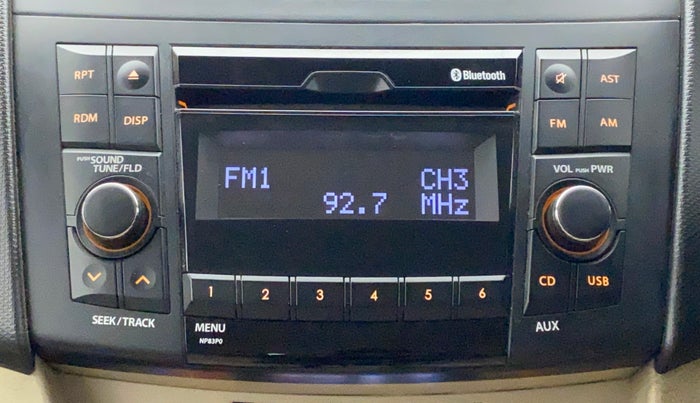 Bluetooth
RPT
AST
RDM
DISP
FM
AM
PUSH SOUND
TUNE/FLD
VOL PUSH PWR
FM1 CH3
92.7 MHz
1 2 3 4 5 6
CD
USB
SEEK/TRACK
MENU
AUX
NP83P0